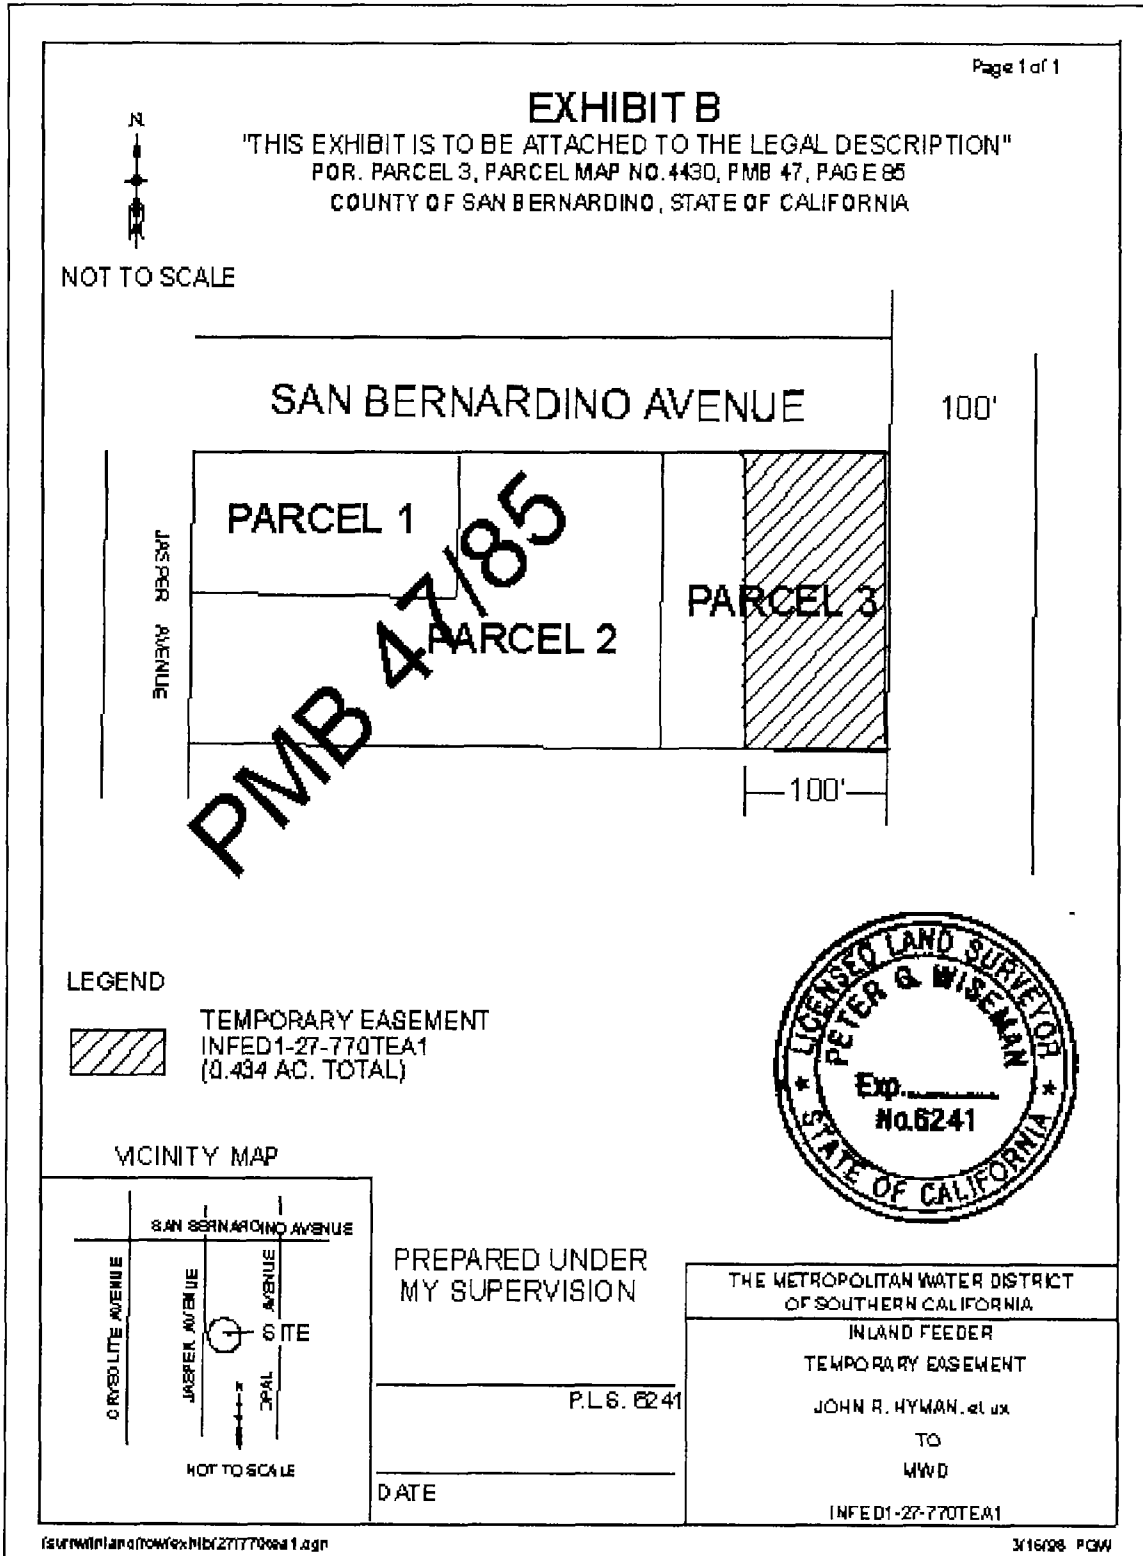 Page 1 of 1
EXHIBIT B
"THIS EXHIBIT IS TO BE ATTACHED TO THE LEGAL DESCRIPTION"
POR. PARCEL 3, PARCEL MAP NO. 4430, PMB 47, PAGE 85
COUNTY OF SAN BERNARDINO, STATE OF CALIFORNIA
N
NOT TO SCALE
SAN BERNARDINO AVENUE
100'
PARCEL 1
JASPER AVENUE
PARCEL 2
PARCEL 3
PMB 47/85
100'
LEGEND
TEMPORARY EASEMENT
INFED1-27-770TEA1
(0.434 AC. TOTAL)
LICENSED LAND SURVEYOR
PETER G. WISEMAN
Exp.
No.6241
STATE OF CALIFORNIA
VICINITY MAP
SAN BERNARDINO AVENUE
CRYSOLITE AVENUE
JASPER AVENUE
OPAL AVENUE
SITE
NOT TO SCALE
PREPARED UNDER
MY SUPERVISION
P.L.S. 6241
DATE
THE METROPOLITAN WATER DISTRICT
OF SOUTHERN CALIFORNIA
INLAND FEEDER
TEMPORARY EASEMENT
JOHN R. HYMAN, et ux
TO
MWD
INFED1-27-770TEA1
3/16/98 PGW